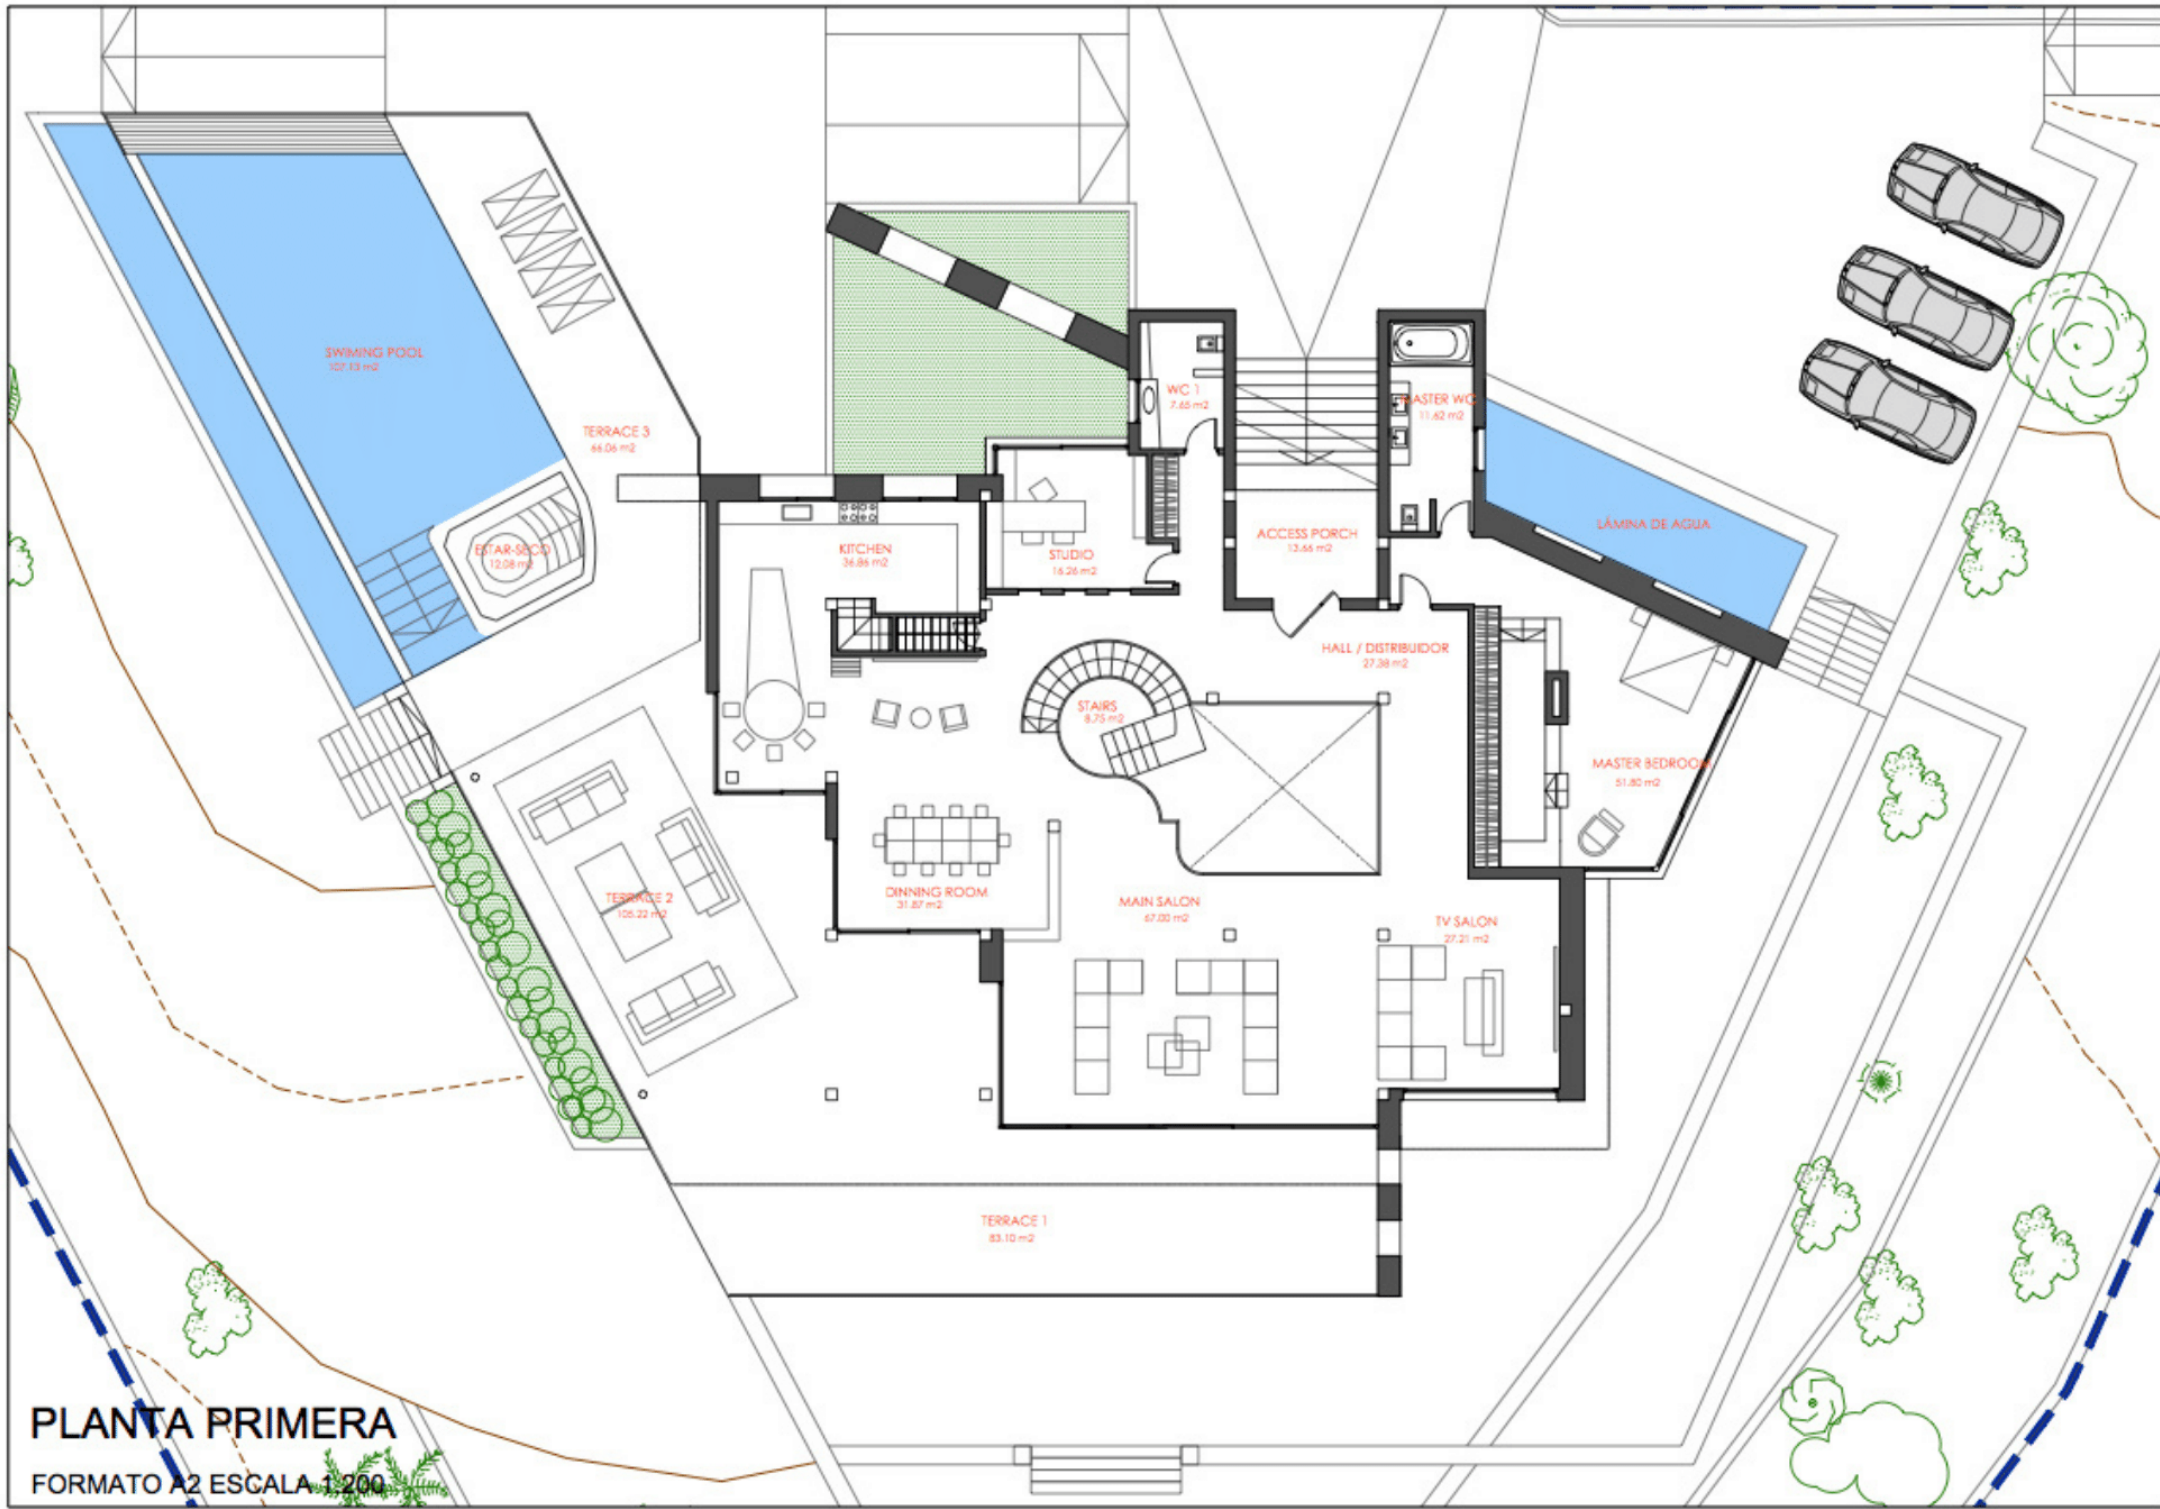 SWIMING POOL
107.13 m2
TERRACE 3
66.06 m2
ESTAR-SECO
12.08 m2
WC 1
7.65 m2
MASTER WC
11.62 m2
KITCHEN
36.86 m2
STUDIO
16.26 m2
ACCESS PORCH
13.66 m2
LÁMINA DE AGUA
HALL / DISTRIBUIDOR
27.38 m2
STAIRS
8.75 m2
MASTER BEDROOM
51.80 m2
TERRACE 2
105.22 m2
DINNING ROOM
31.87 m2
MAIN SALON
67.00 m2
TV SALON
27.21 m2
TERRACE 1
83.10 m2
PLANTA PRIMERA
FORMATO A2 ESCALA 1:200